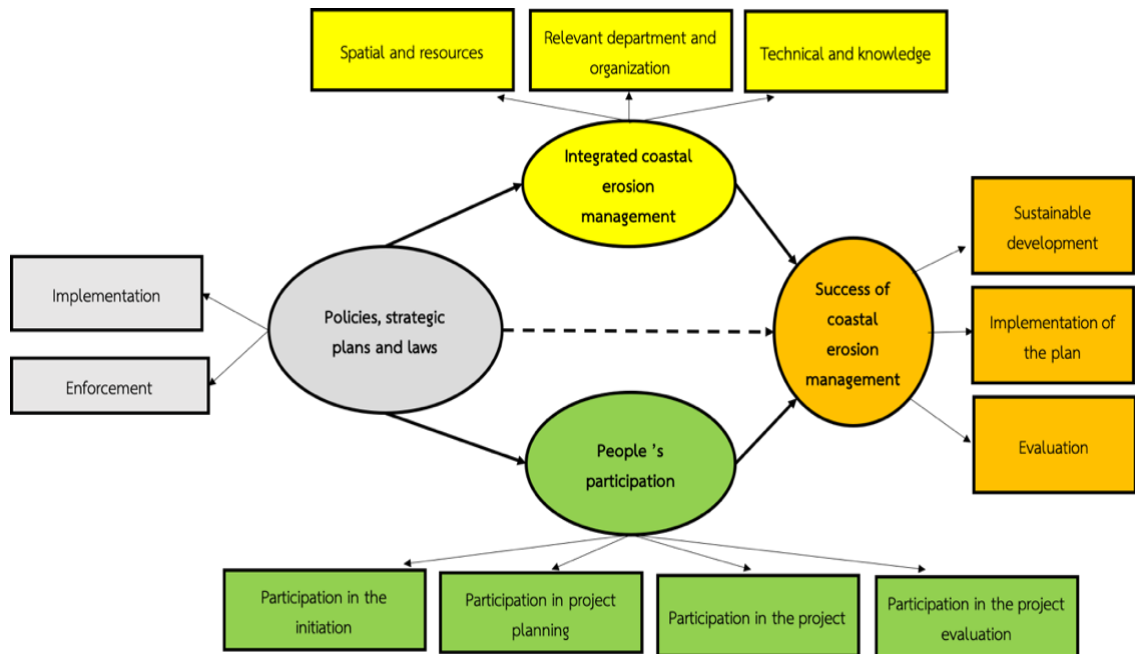 Spatial and resources
Relevant department and
organization
Technical and knowledge
Integrated coastal
erosion
management
Sustainable
development
Implementation
Policies, strategic
plans and laws
Success of
coastal
erosion
management
Implementation of
the plan
Enforcement
People 's
participation
Evaluation
Participation in the
initiation
Participation in project
planning
Participation in the project
Participation in the project
evaluation